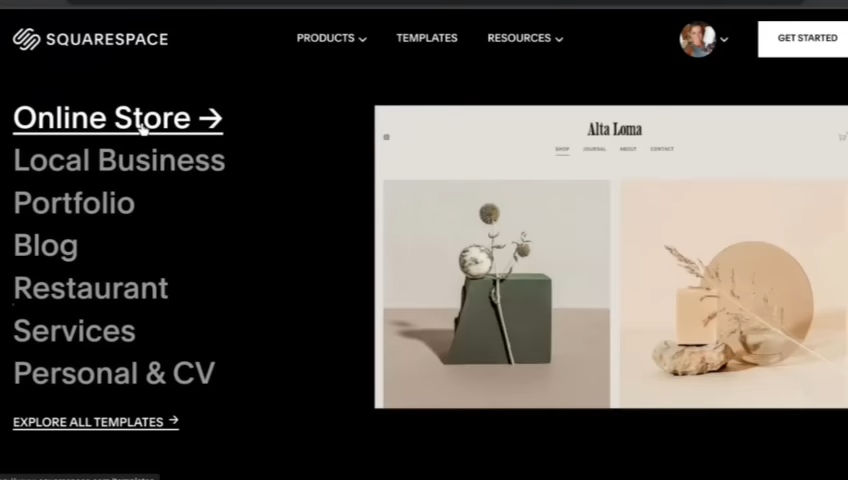 SQUARESPACE
PRODUCTS
TEMPLATES
RESOURCES
GET STARTED
Online Store →
Local Business
Portfolio
Blog
Restaurant
Services
Personal & CV
EXPLORE ALL TEMPLATES →
Alta Loma
SHOP JOURNAL ABOUT CONTACT